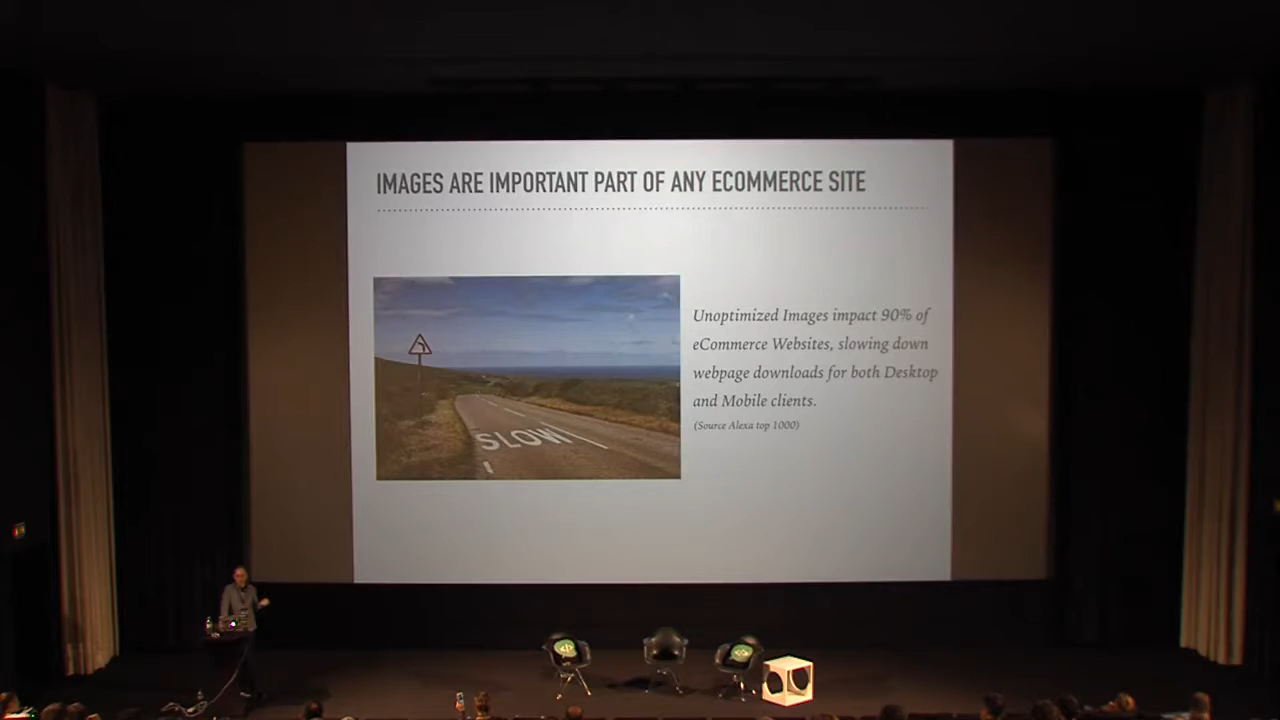 IMAGES ARE IMPORTANT PART OF ANY ECOMMERCE SITE
Unoptimized Images impact 90% of
eCommerce Websites, slowing down
webpage downloads for both Desktop
and Mobile clients.
(Source Alexa top 1000)
SLOW